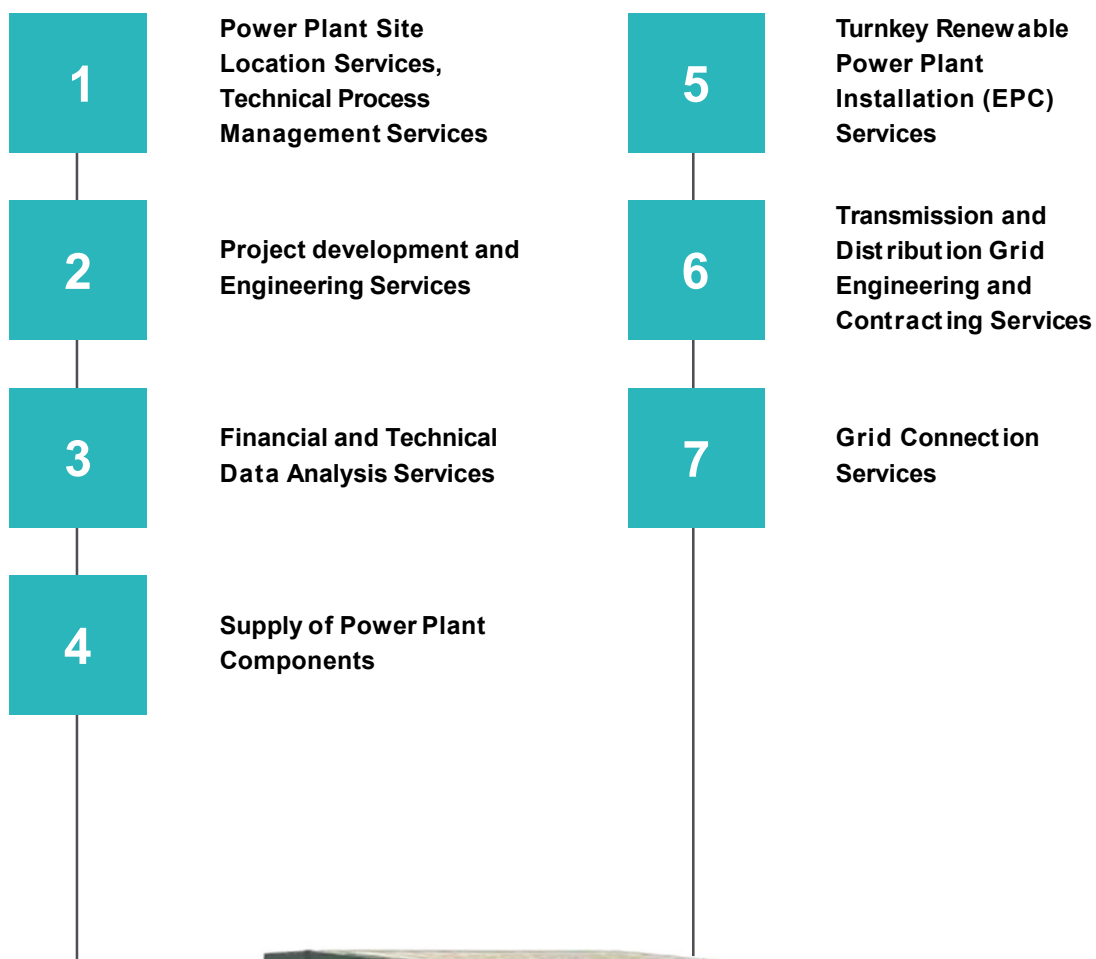 1
Power Plant Site
Location Services,
Technical Process
Management Services
2
Project development and
Engineering Services
3
Financial and Technical
Data Analysis Services
4
Supply of Power Plant
Components
5
Turnkey Renewable
Power Plant
Installation (EPC)
Services
6
Transmission and
Distribution Grid
Engineering and
Contracting Services
7
Grid Connection
Services